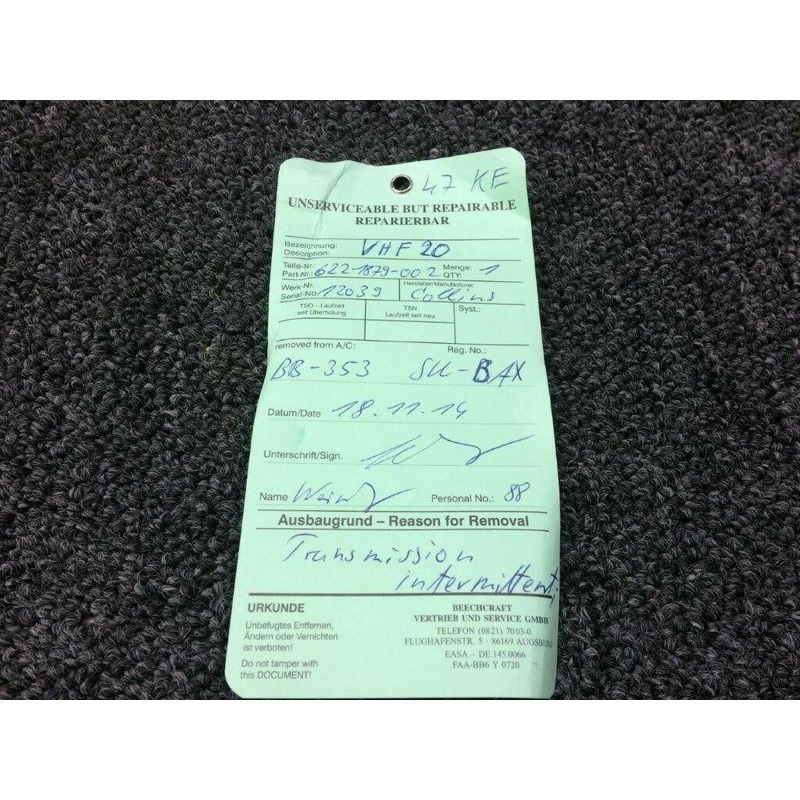 47 KE
UNSERVICEABLE BUT REPAIRABLE
REPARIERBAR
Bezeichnung:
Description: VHF 20
Teile-Nr.:
Part-Nr.: 622-1879-002 Menge: 1
QTY:
Werk-Nr. Hersteller/Manufacturer
Serial-No. 12039 Collins
TSO – Laufzeit TSN Syst.:
seit Überholung Laufzeit seit neu
removed from A/C: Reg. No.:
BB-353 SU-BAX
Datum/Date 18.11.14
Unterschrift/Sign.
Name Personal No.: 88
Ausbaugrund – Reason for Removal
Transmission
intermittent
URKUNDE
Unbefugtes Entfernen,
Ändern oder Vernichten
ist verboten!
Do not tamper with
this DOCUMENT!
BEECHCRAFT
VERTRIEB UND SERVICE GMBH
TELEFON (0821) 7003-0
FLUGHAFENSTR. 5 · 86169 AUGSBURG
EASA – DE.145.0066
FAA-BB6 Y 0720